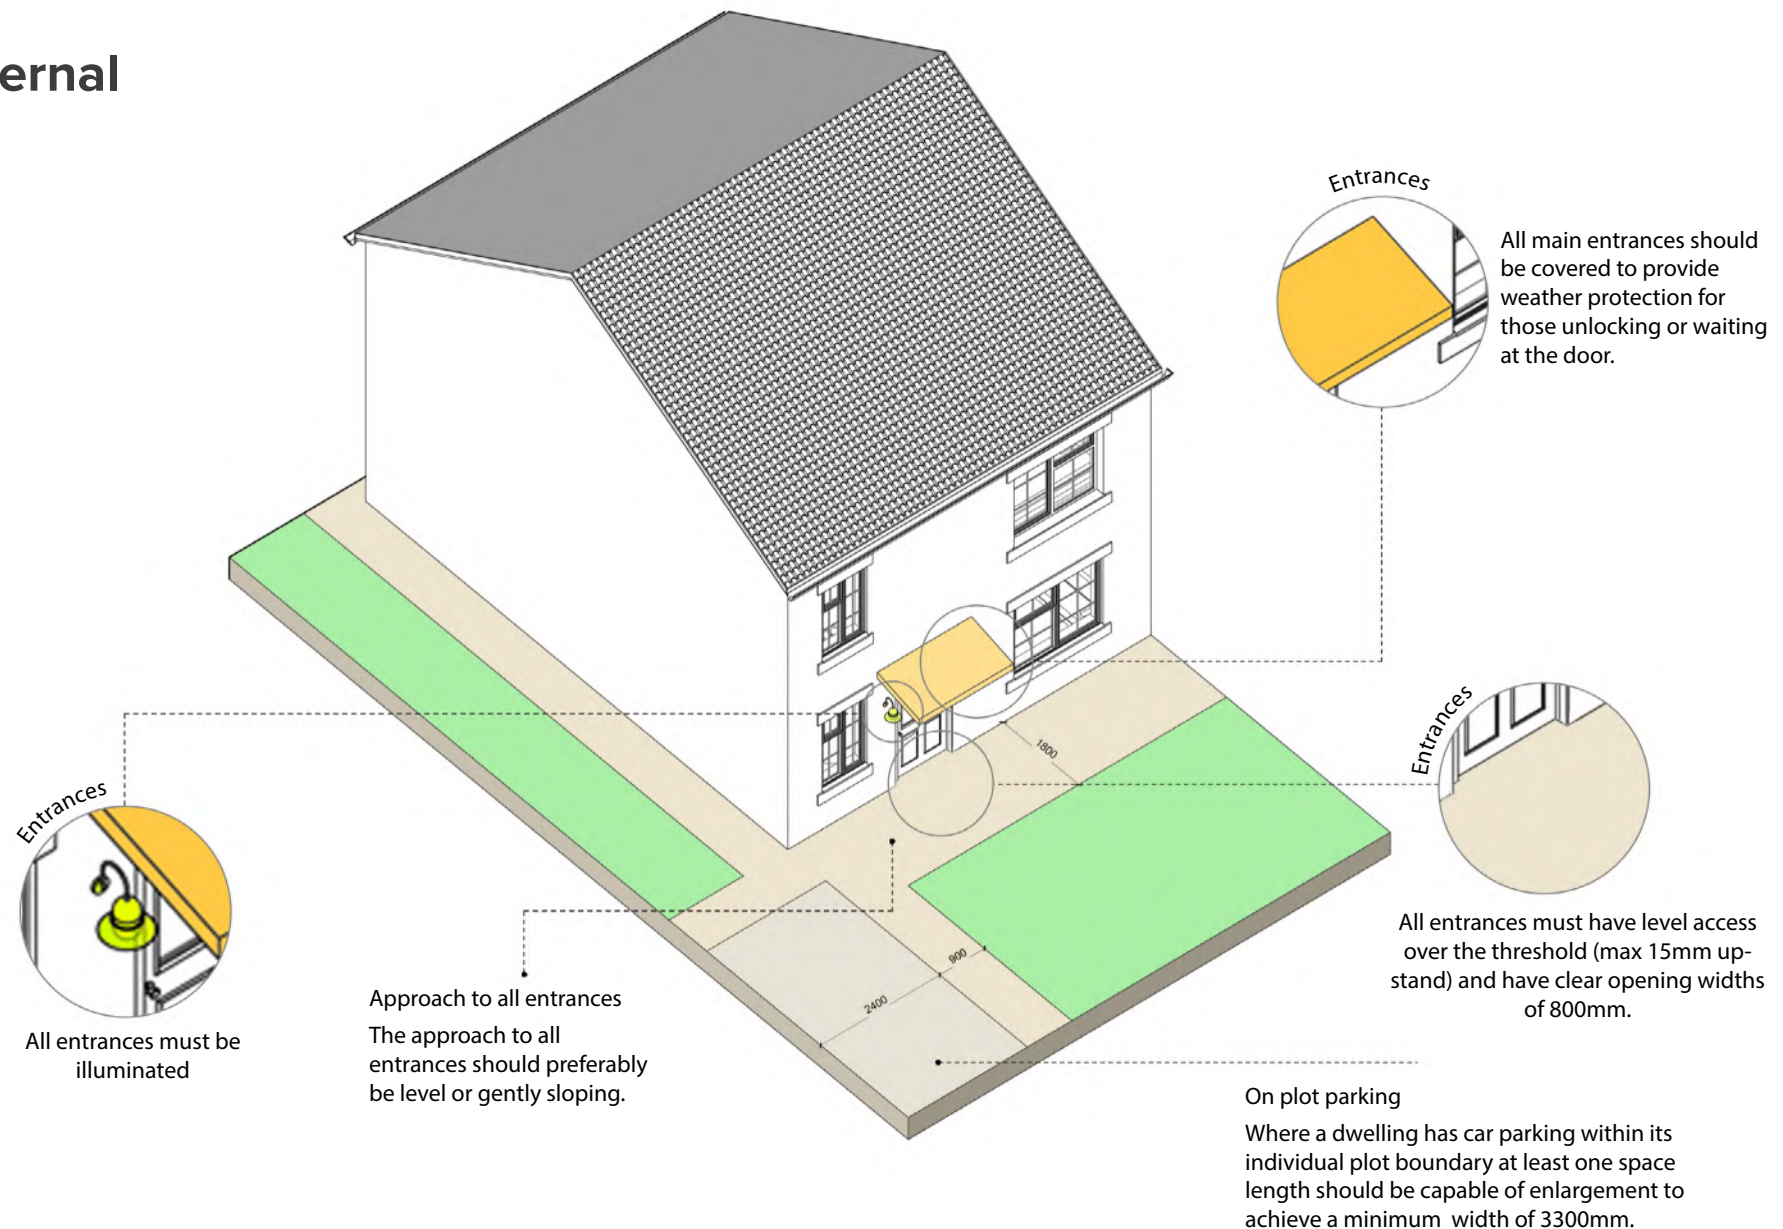 ernal
Entrances
All main entrances should
be covered to provide
weather protection for
those unlocking or waiting
at the door.
Entrances
All entrances must have level access
over the threshold (max 15mm up-
stand) and have clear opening widths
of 800mm.
1800
900
2400
Entrances
All entrances must be
illuminated
Approach to all entrances
The approach to all
entrances should preferably
be level or gently sloping.
On plot parking
Where a dwelling has car parking within its
individual plot boundary at least one space
length should be capable of enlargement to
achieve a minimum width of 3300mm.